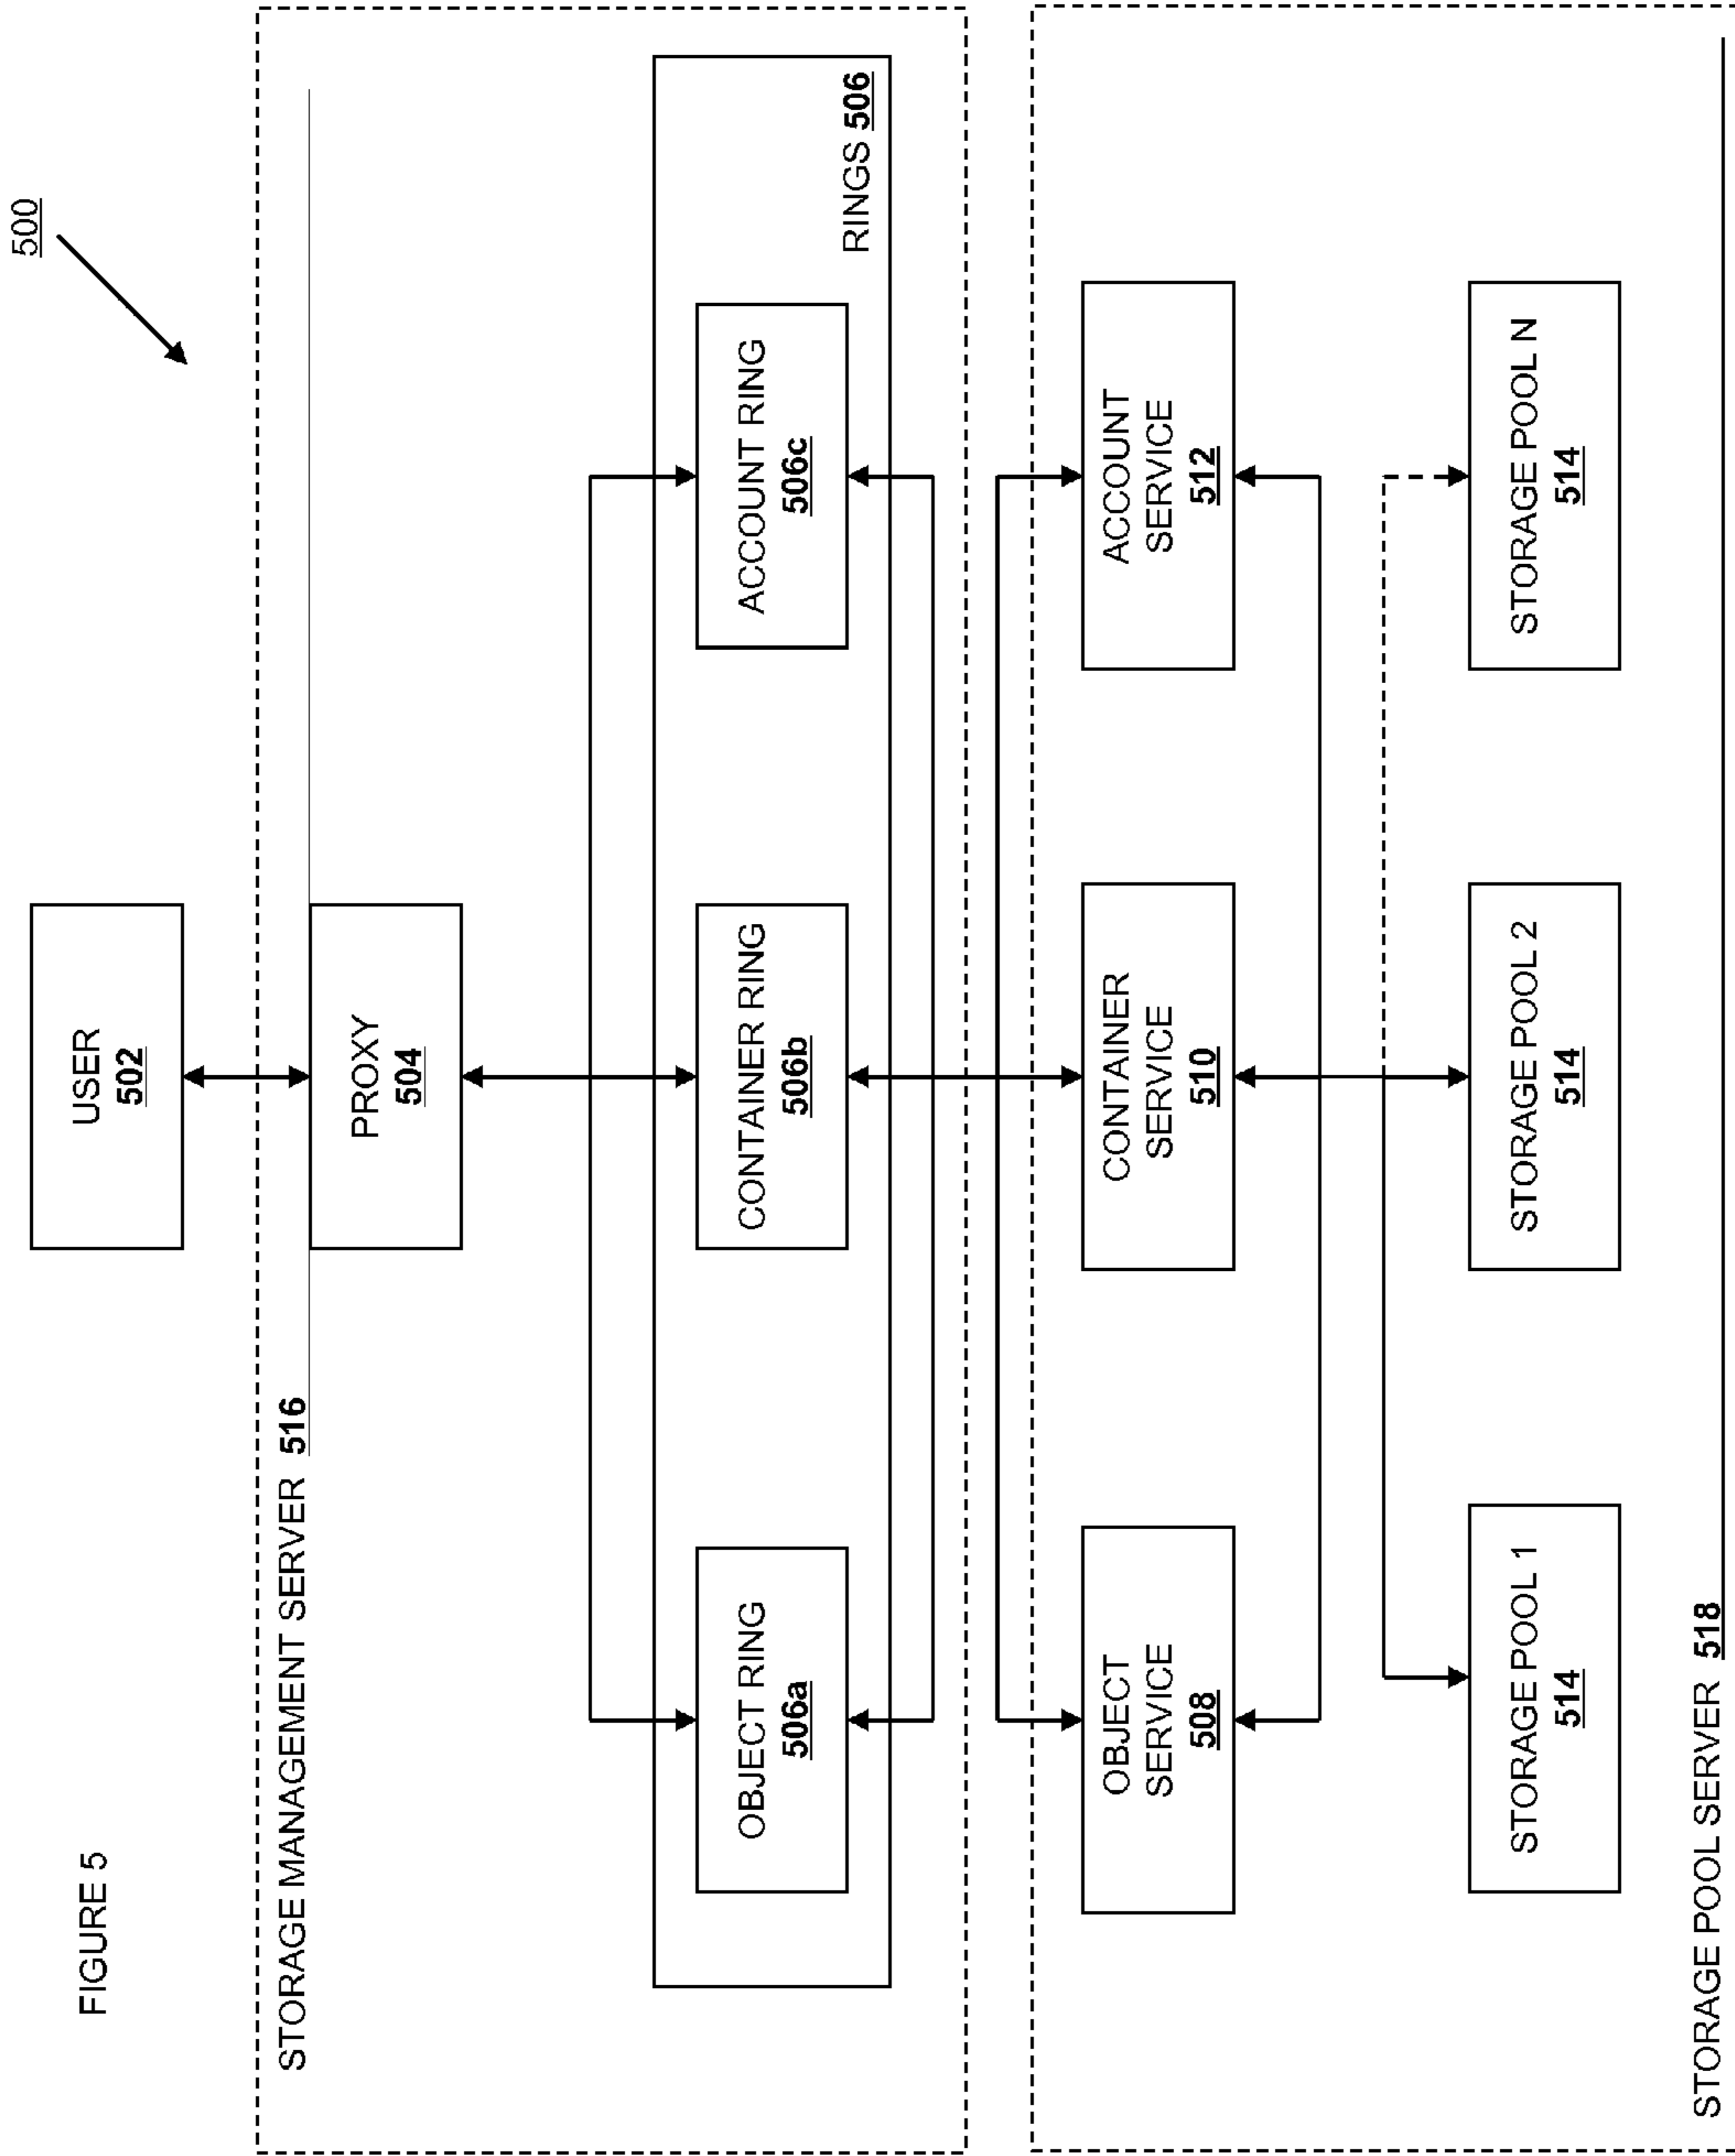 FIGURE 5
500
USER
502
STORAGE MANAGEMENT SERVER 516
PROXY
504
OBJECT RING
506a
CONTAINER RING
506b
ACCOUNT RING
506c
RINGS 506
OBJECT
SERVICE
508
CONTAINER
SERVICE
510
ACCOUNT
SERVICE
512
STORAGE POOL 1
514
STORAGE POOL 2
514
STORAGE POOL N
514
STORAGE POOL SERVER 518